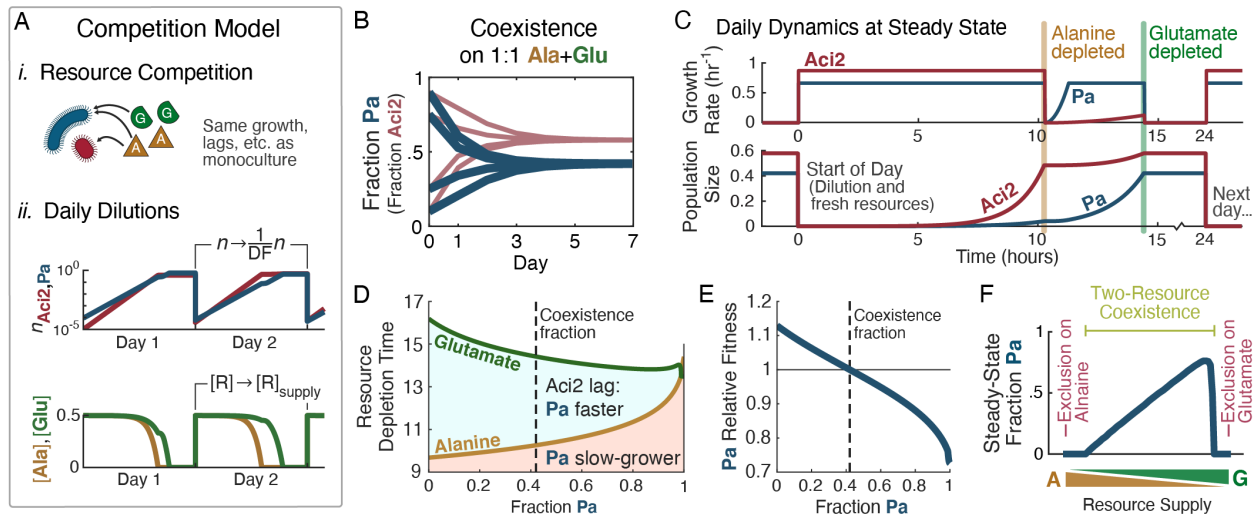 A
Competition Model
i. Resource Competition
G
G
A
A
Same growth,
lags, etc. as
monoculture
ii. Daily Dilutions
n→1/DF n
n Aci2,Pa
10^0
10^-5
Day 1
Day 2
[R]→[R]supply
[Ala],[Glu]
0.5
0
Day 1
Day 2
B
Coexistence
on 1:1 Ala+Glu
Fraction Pa
(Fraction Aci2)
1
.5
0
0
1
3
5
7
Day
C
Daily Dynamics at Steady State
Alanine
depleted
Glutamate
depleted
Growth
Rate (hr-1)
1
0.5
0
Aci2
Pa
0
5
10
15
24
Population
Size
0.6
0.4
0.2
0
Start of Day
(Dilution and
fresh resources)
Aci2
Pa
Next
day...
0
5
10
15
24
Time (hours)
D
Resource
Depletion Time
17
15
13
11
9
Coexistence
fraction
Glutamate
Aci2 lag:
Pa faster
Alanine
Pa slow-grower
0
0.2
0.4
0.6
0.8
1
Fraction Pa
E
Pa Relative Fitness
1.2
1.1
1
0.9
0.8
0.7
Coexistence
fraction
0
0.2
0.4
0.6
0.8
1
Fraction Pa
F
Two-Resource
Coexistence
Steady-State
Fraction Pa
1
.5
0
Exclusion on
Alnaine
Exclusion on
Glutamate
A
G
Resource Supply